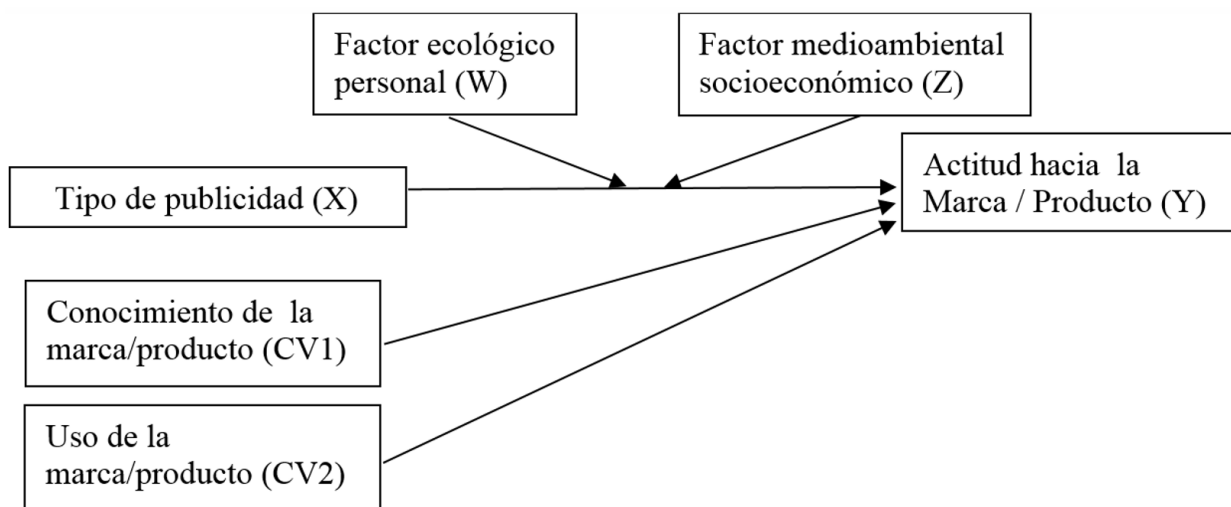 Factor ecológico
personal (W)
Factor medioambiental
socioeconómico (Z)
Tipo de publicidad (X)
Actitud hacia la
Marca / Producto (Y)
Conocimiento de la
marca/producto (CV1)
Uso de la
marca/producto (CV2)